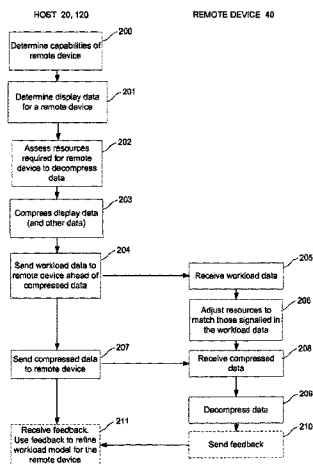 HOST 20, 120
REMOTE DEVICE 40
200
Determine capabilities of
remote device
201
Determine display data
for a remote device
202
Assess resources
required for remote
device to decompress
data
203
Compress display data
(and other data)
204
Send workload data to
remote device ahead of
compressed data
205
Receive workload data
206
Adjust resources to
match those signalled in
the workload data
207
Send compressed data
to remote device
208
Receive compressed
data
209
Decompress data
210
Send feedback
211
Receive feedback.
Use feedback to refine
workload model for the
remote device